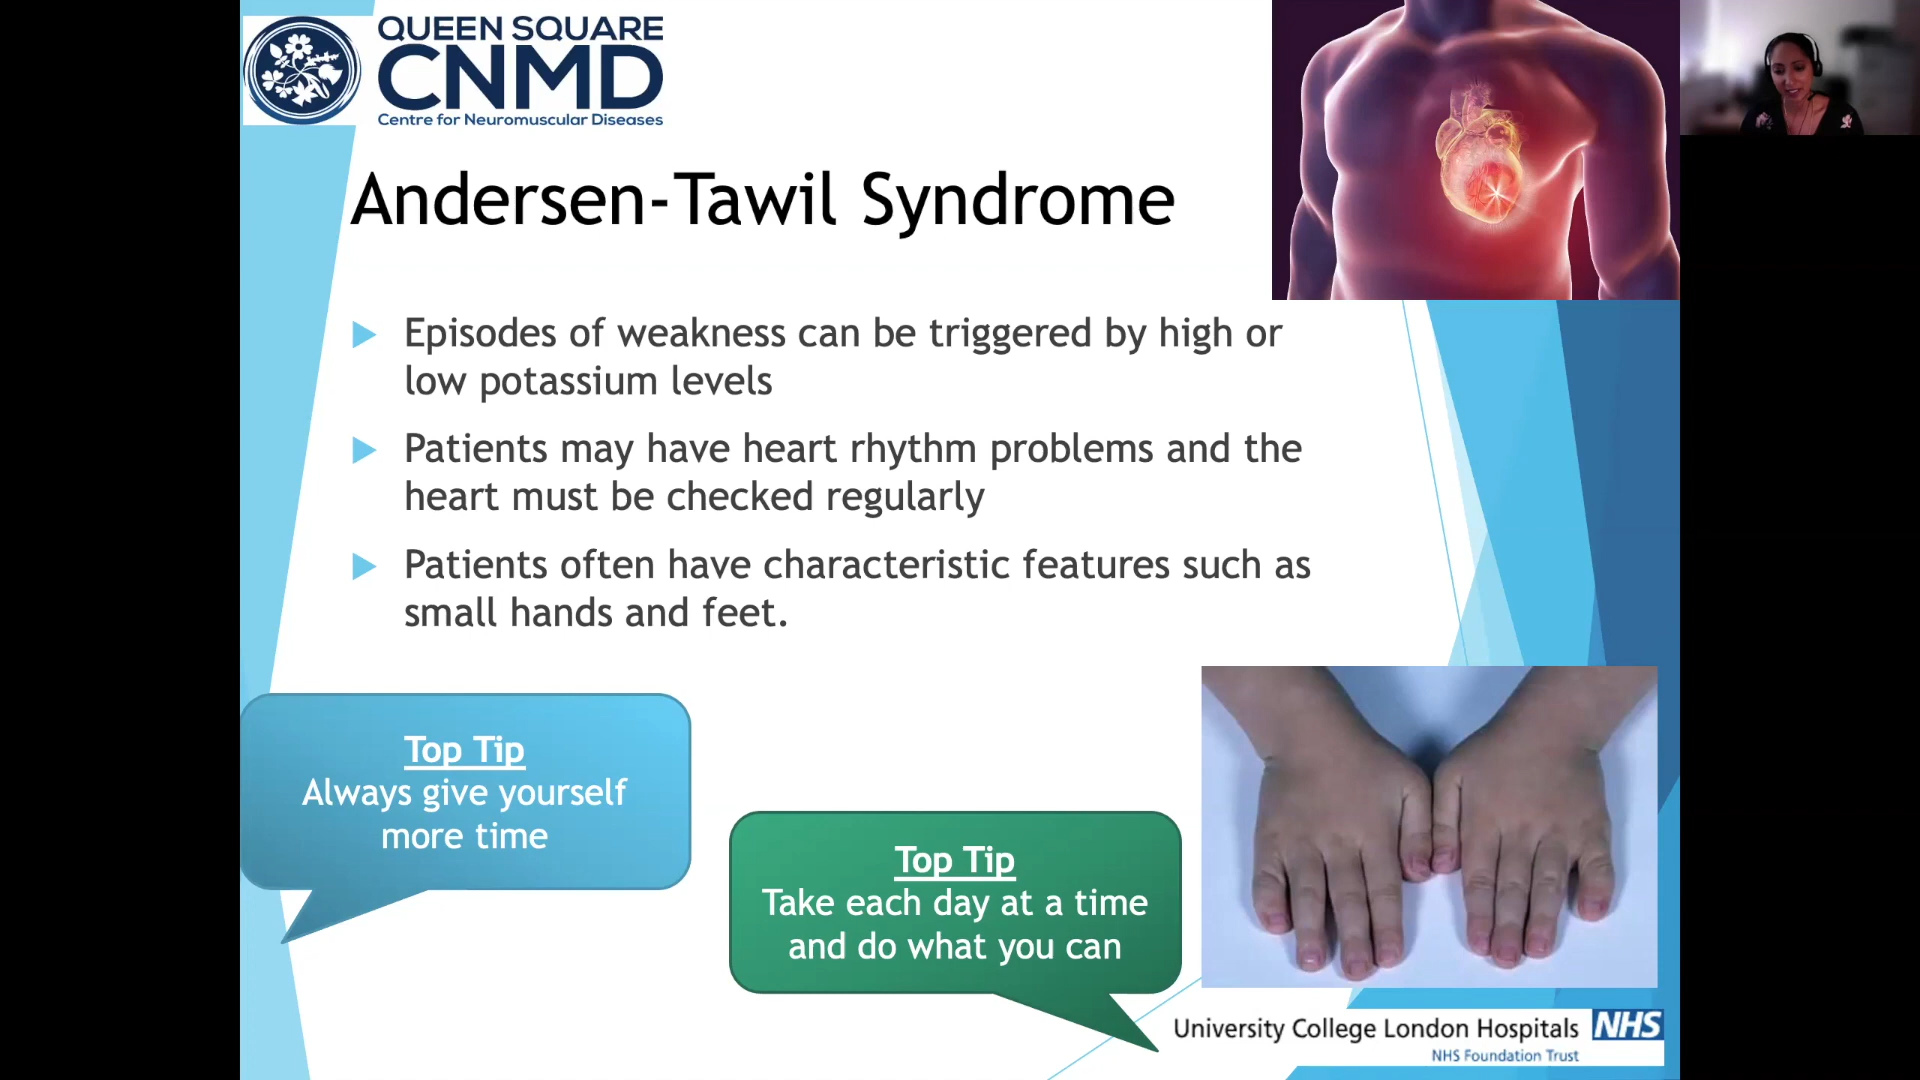 QUEEN SQUARE
CNMD
Centre for Neuromuscular Diseases
Andersen-Tawil Syndrome
Episodes of weakness can be triggered by high or
low potassium levels
Patients may have heart rhythm problems and the
heart must be checked regularly
Patients often have characteristic features such as
small hands and feet.
Top Tip
Always give yourself
more time
Top Tip
Take each day at a time
and do what you can
University College London Hospitals NHS
NHS Foundation Trust